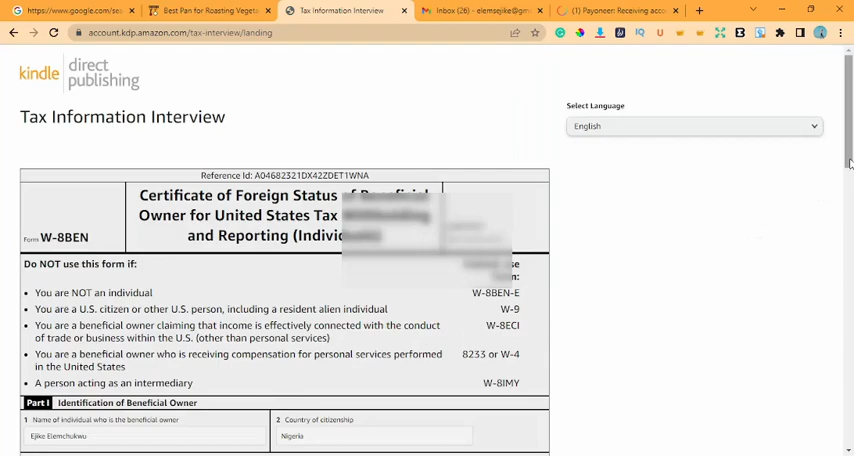 https://www.google.com/sea
Best Pan for Roasting Vegeta
Tax Information Interview
Inbox (26) - elemsejike@gm
(1) Payoneer: Receiving acco
account.kdp.amazon.com/tax-interview/landing
kindle direct publishing
Select Language
Tax Information Interview
English
Reference Id: A04682321DX42ZDET1WNA
Certificate of Foreign Status of Beneficial
Owner for United States Tax Withholding
and Reporting (Individuals)
Form W-8BEN
Do NOT use this form if:
You are NOT an individual W-8BEN-E
You are a U.S. citizen or other U.S. person, including a resident alien individual W-9
You are a beneficial owner claiming that income is effectively connected with the conduct W-8ECI
of trade or business within the U.S. (other than personal services)
You are a beneficial owner who is receiving compensation for personal services performed 8233 or W-4
in the United States
A person acting as an intermediary W-8IMY
Part I Identification of Beneficial Owner
1 Name of individual who is the beneficial owner
2 Country of citizenship
Ejike Elemchukwu
Nigeria